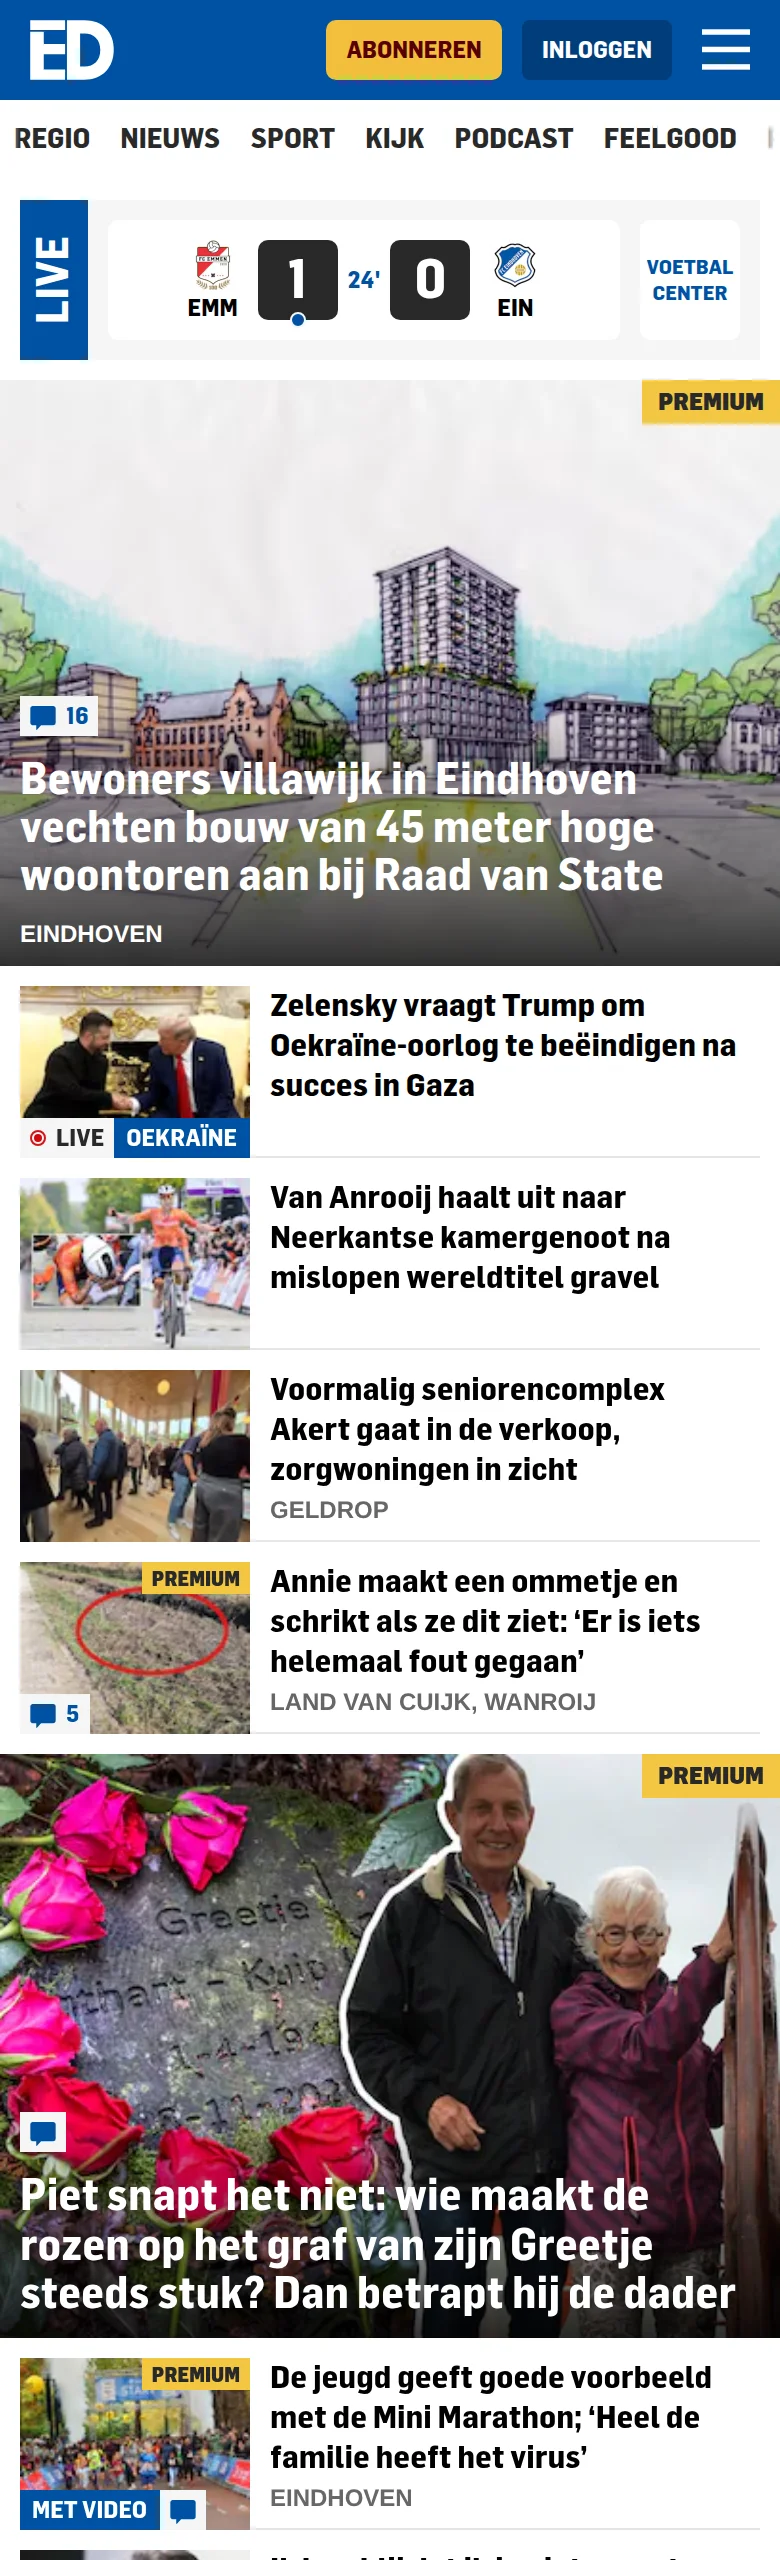 ED
ABONNEREN
INLOGGEN
REGIO NIEUWS SPORT KIJK PODCAST FEELGOOD
LIVE
FC EMMEN
EMM
1
24'
0
EIN
VOETBAL
CENTER
PREMIUM
16
Bewoners villawijk in Eindhoven
vechten bouw van 45 meter hoge
woontoren aan bij Raad van State
EINDHOVEN
Zelensky vraagt Trump om
Oekraïne-oorlog te beëindigen na
succes in Gaza
LIVE OEKRAÏNE
Van Anrooij haalt uit naar
Neerkantse kamergenoot na
mislopen wereldtitel gravel
Voormalig seniorencomplex
Akert gaat in de verkoop,
zorgwoningen in zicht
GELDROP
PREMIUM
Annie maakt een ommetje en
schrikt als ze dit ziet: ‘Er is iets
helemaal fout gegaan’
LAND VAN CUIJK, WANROIJ
5
PREMIUM
Greetje
- Kuip
Piet snapt het niet: wie maakt de
rozen op het graf van zijn Greetje
steeds stuk? Dan betrapt hij de dader
PREMIUM
De jeugd geeft goede voorbeeld
met de Mini Marathon; ‘Heel de
familie heeft het virus’
EINDHOVEN
MET VIDEO